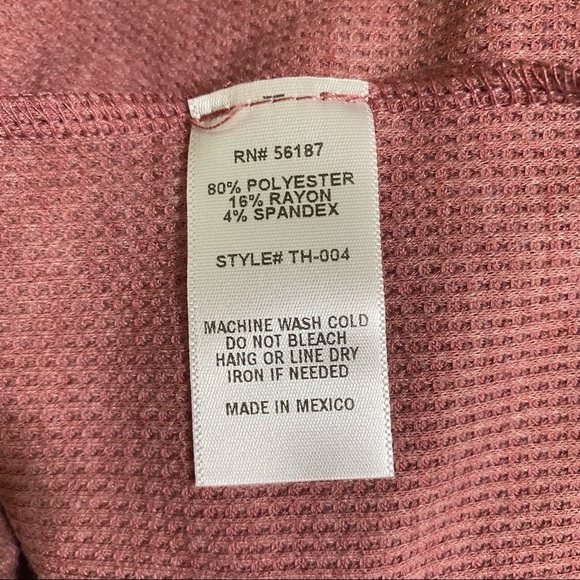 RN# 56187
80% POLYESTER
16% RAYON
4% SPANDEX
STYLE# TH-004
MACHINE WASH COLD
DO NOT BLEACH
HANG OR LINE DRY
IRON IF NEEDED
MADE IN MEXICO